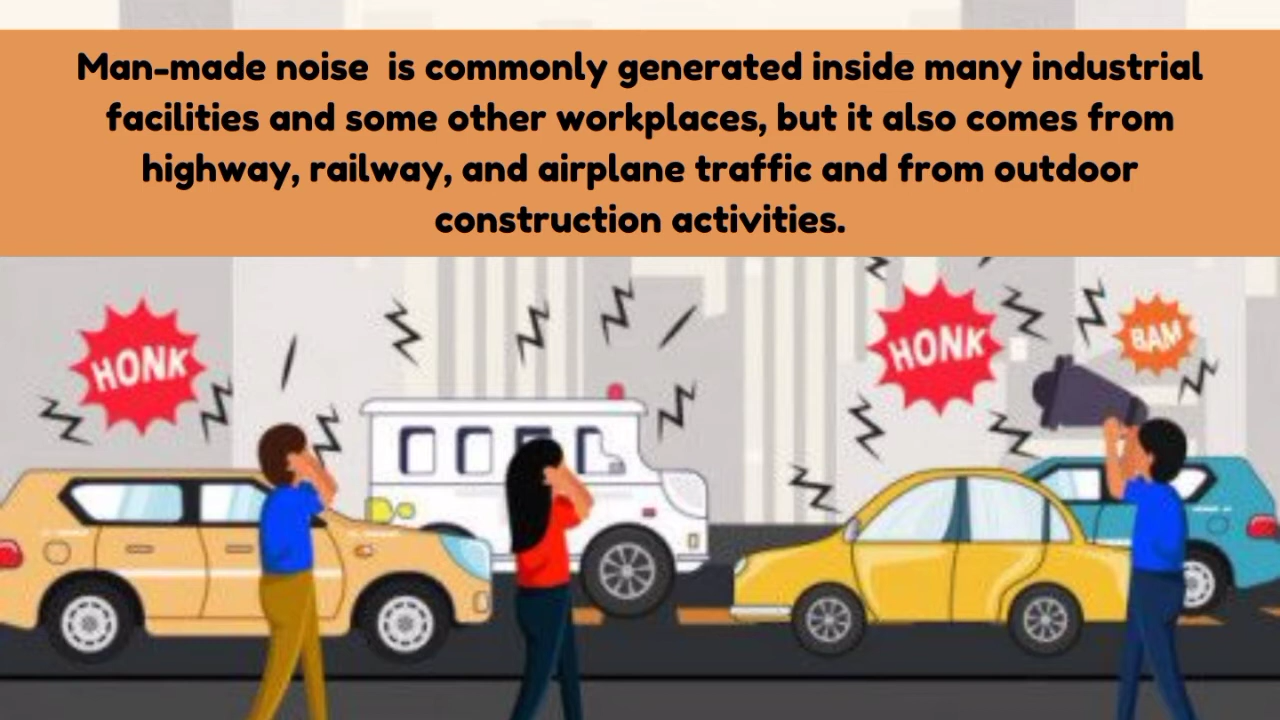 Man-made noise  is commonly generated inside many industrial
facilities and some other workplaces, but it also comes from
highway, railway, and airplane traffic and from outdoor
construction activities.
HONK
HONK
BAM